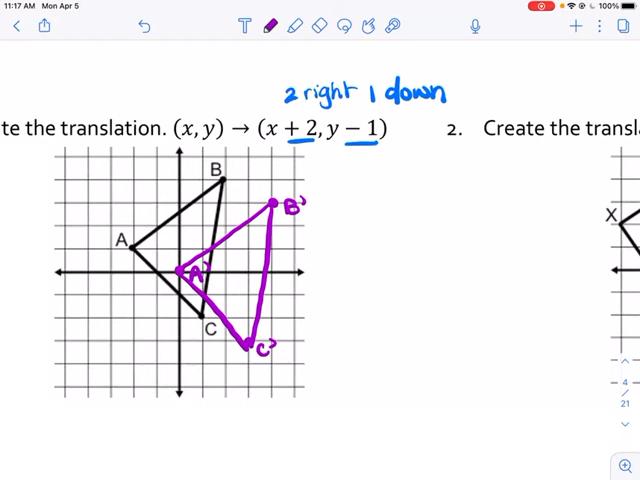 11:17 AM Mon Apr 5
100%
2 right 1 down
te the translation. (x, y) → (x + 2, y − 1)
2. Create the transl
B
B'
X
A
A'
C
C'
4
21